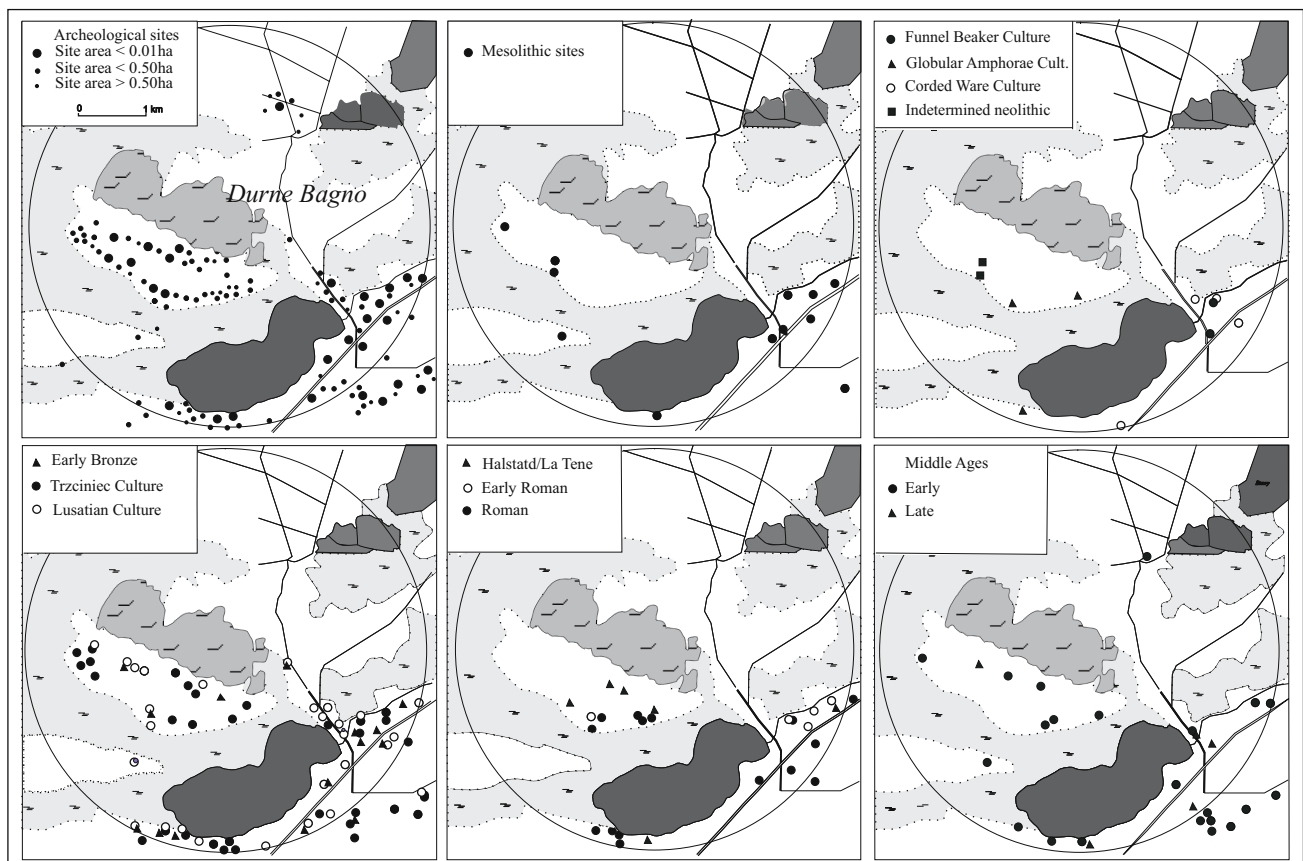 Archeological sites
Site area < 0.01ha
Site area < 0.50ha
Site area > 0.50ha
0 1 km
Durne Bagno
Mesolithic sites
Funnel Beaker Culture
Globular Amphorae Cult.
Corded Ware Culture
Indetermined neolithic
Early Bronze
Trzciniec Culture
Lusatian Culture
Halstatd/La Tene
Early Roman
Roman
Middle Ages
Early
Late